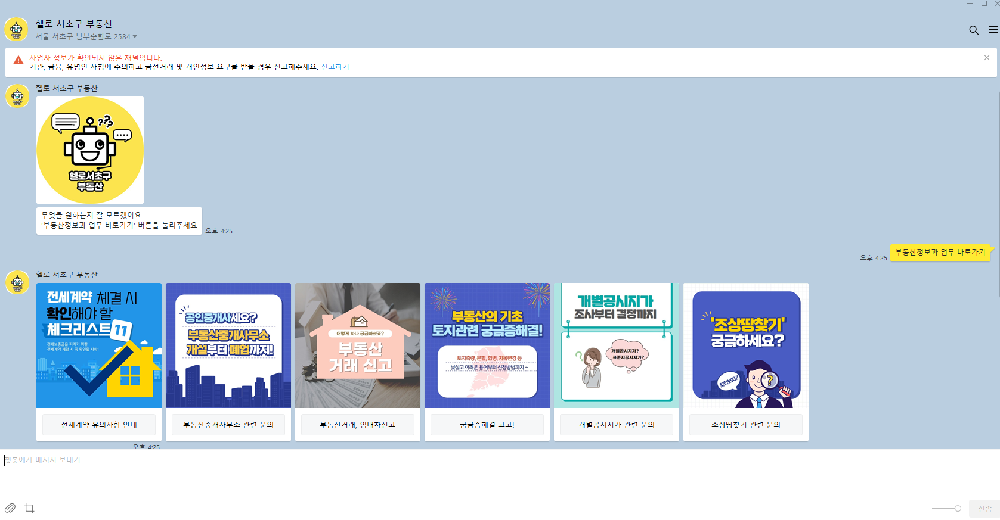 헬로 서초구 부동산
서울 서초구 남부순환로 2584
사업자 정보가 확인되지 않은 채널입니다.
기관, 금융, 유명인 사칭에 주의하고 금전거래 및 개인정보 요구를 받을 경우 신고해주세요. 신고하기
헬로 서초구 부동산
???
헬로서초구
부동산
무엇을 원하는지 잘 모르겠어요
'부동산정보과 업무 바로가기' 버튼을 눌러주세요
오후 4:25
오후 4:25
부동산정보과 업무 바로가기
헬로 서초구 부동산
전세계약 체결 시
확인해야 할
체크리스트 11
전세보증금을 지키기 위한
전세계약 체결 시 꼭 확인할 사항!
전세계약 유의사항 안내
공인중개사세요?
부동산중개사무소
개설부터 폐업까지!
부동산중개사무소 관련 문의
어떻게 하나 궁금하셨죠?
부동산
거래 신고
부동산거래, 임대차신고
부동산의 기초
토지관련 궁금증해결!
토지측량, 분할, 합병, 지목변경 등
낯설고 어려운 용어부터 신청방법까지~
궁금증해결 고고!
개별공시지가
조사부터 결정까지
?
개별공시지가?
표준지공시지가?
개별공시지가 관련 문의
'조상땅찾기'
궁금하세요?
찾아보자!!
?
조상땅찾기 관련 문의
오후 4:25
챗봇에게 메시지 보내기
전송